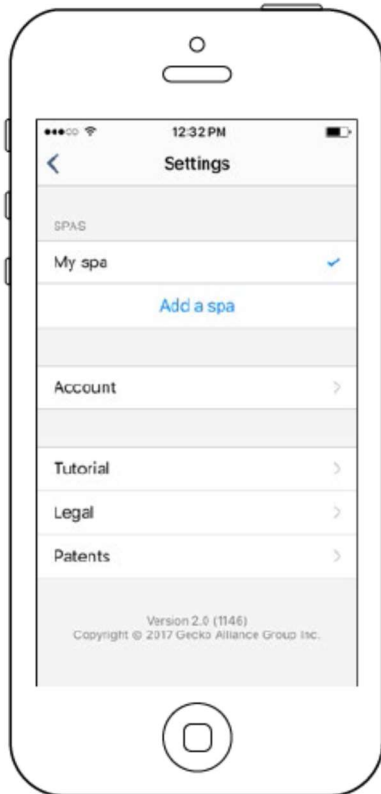 12:32 PM
Settings
SPAS
My spa
Add a spa
Account
Tutorial
Legal
Patents
Version 2.0 (1146)
Copyright © 2017 Gecko Alliance Group Inc.